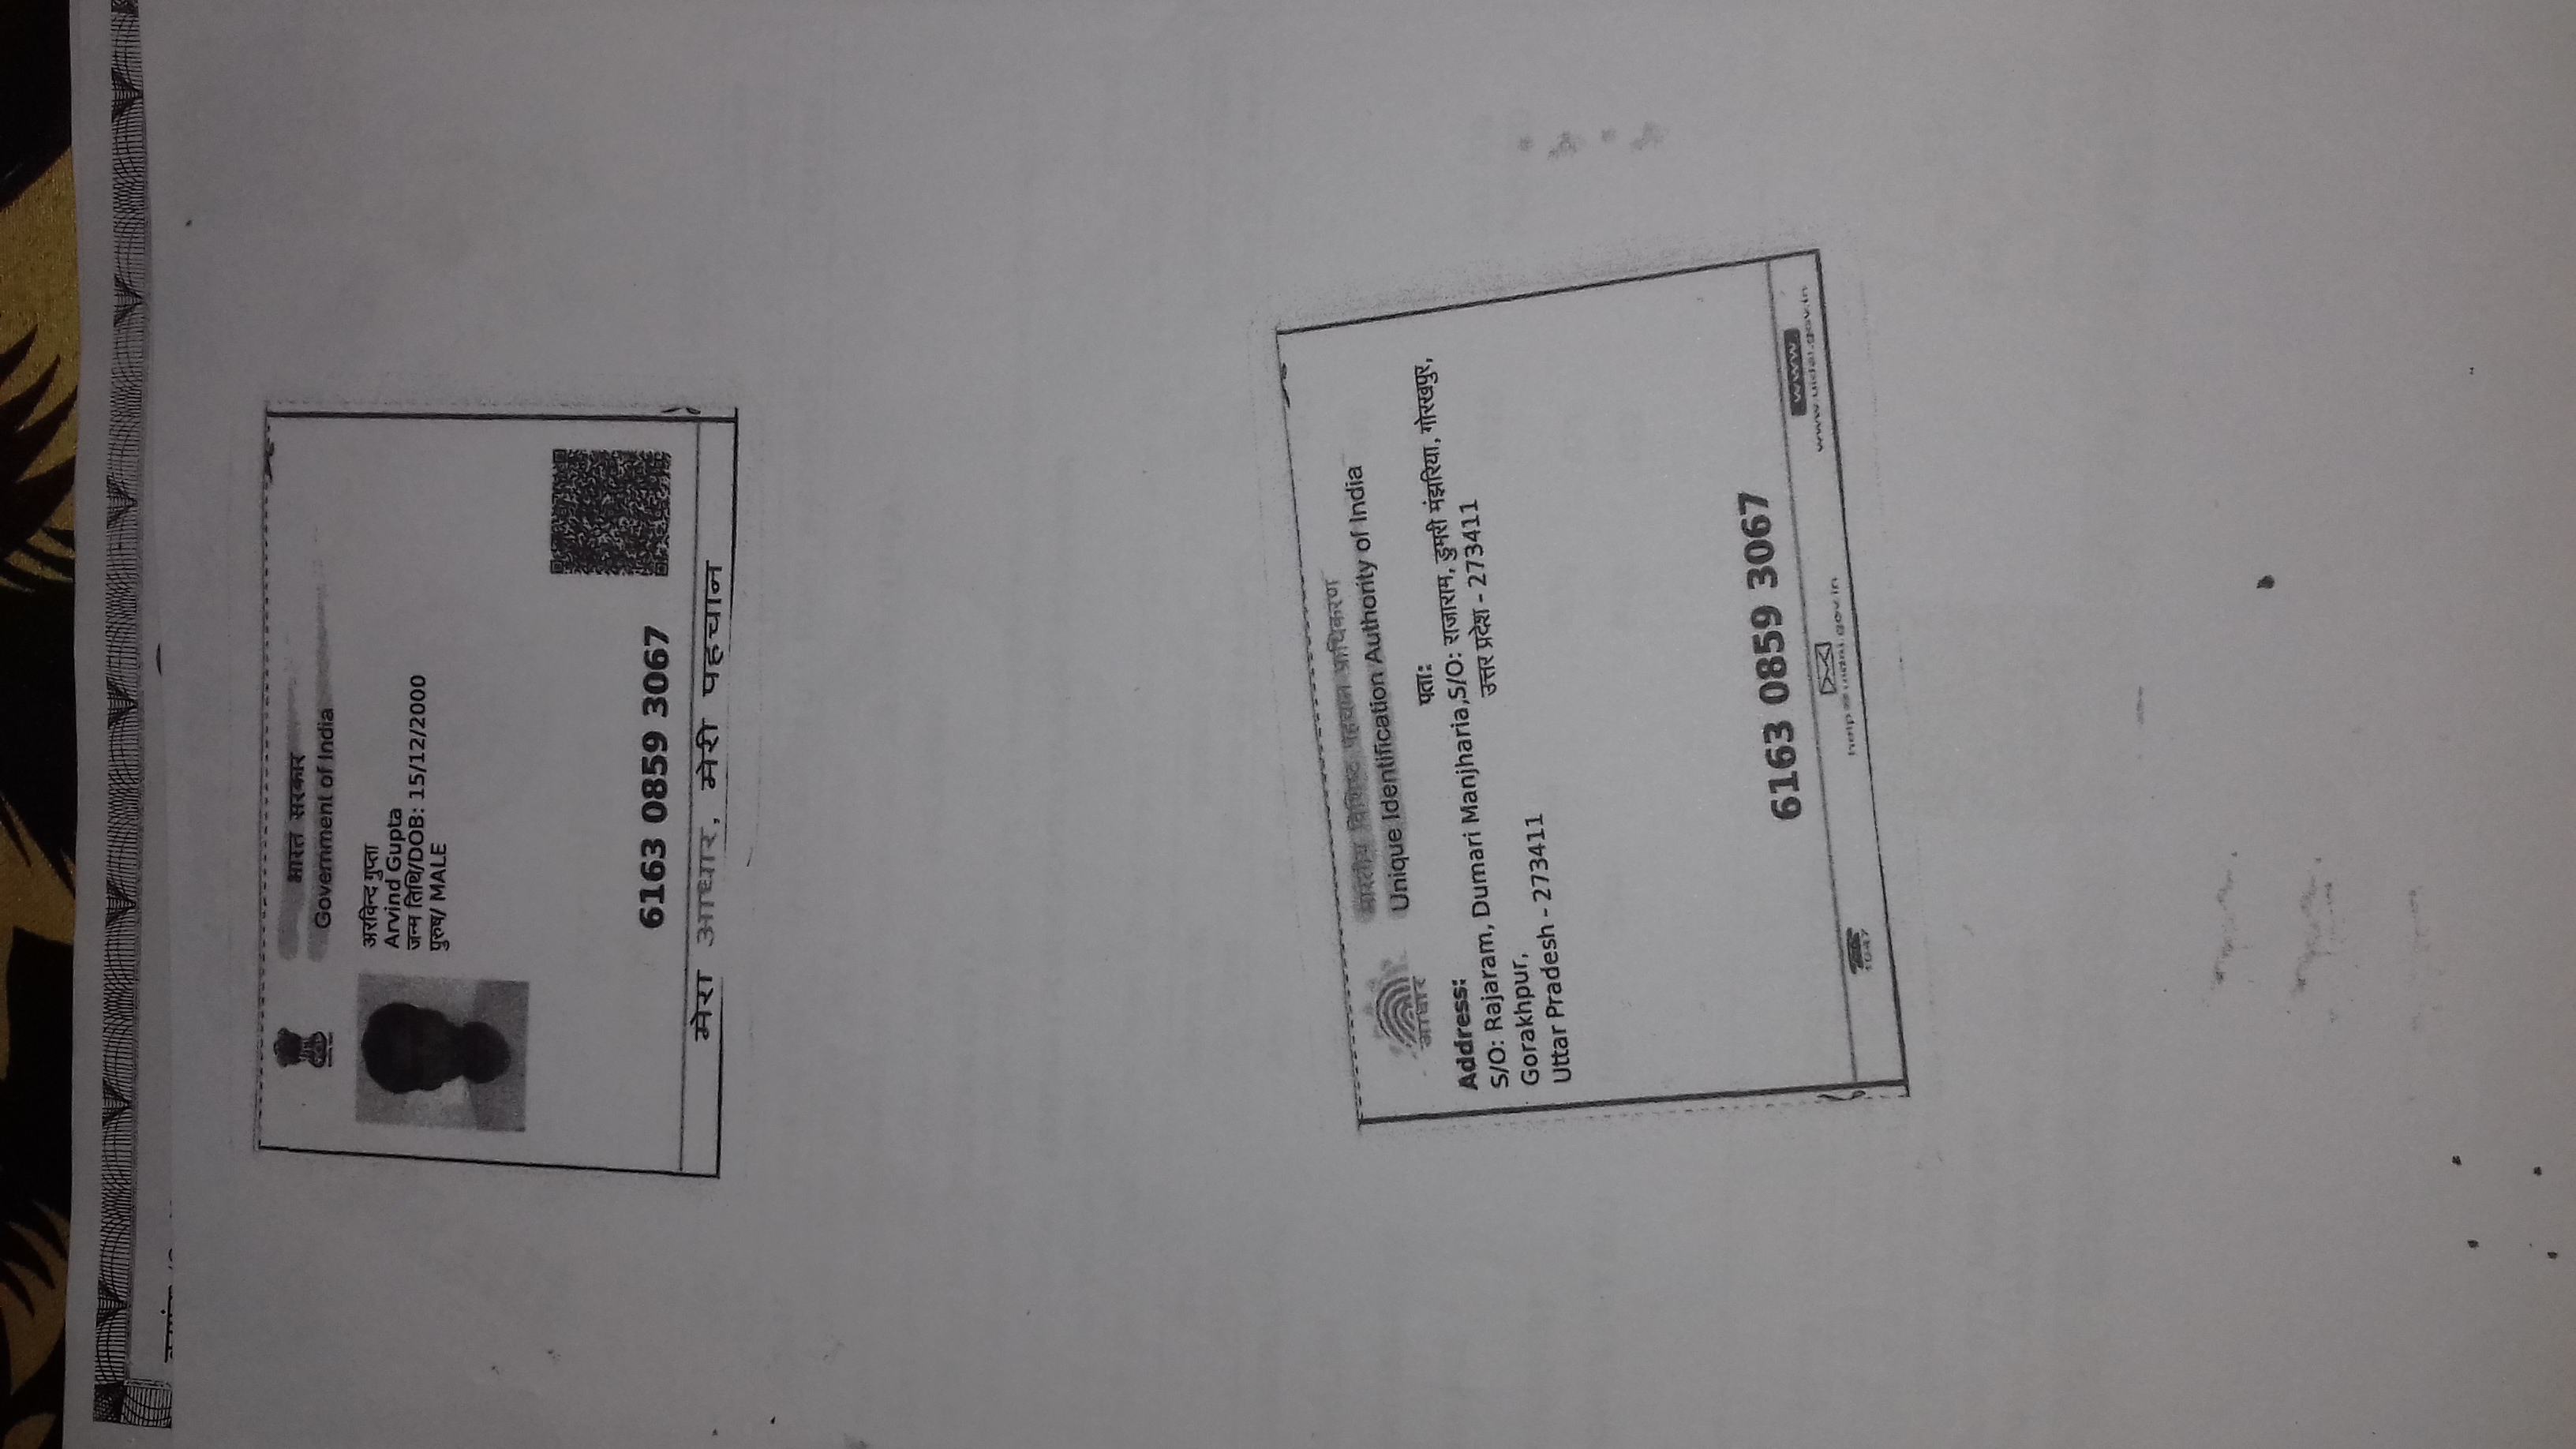 भारत सरकार
Government of India
अरविन्द गुप्ता
Arvind Gupta
जन्म तिथि/DOB: 15/12/2000
पुरुष/ MALE
6163 0859 3067
मेरा आधार, मेरी पहचान
भारतीय विशिष्ट पहचान प्राधिकरण
Unique Identification Authority of India
आधार
Address:
S/O: Rajaram, Dumari Manjharia,
Gorakhpur,
Uttar Pradesh - 273411
पता:
S/O: राजाराम, डुमरी मंझरिया, गोरखपुर,
उत्तर प्रदेश - 273411
6163 0859 3067
1947
help@uidai.gov.in
www
www.uidai.gov.in